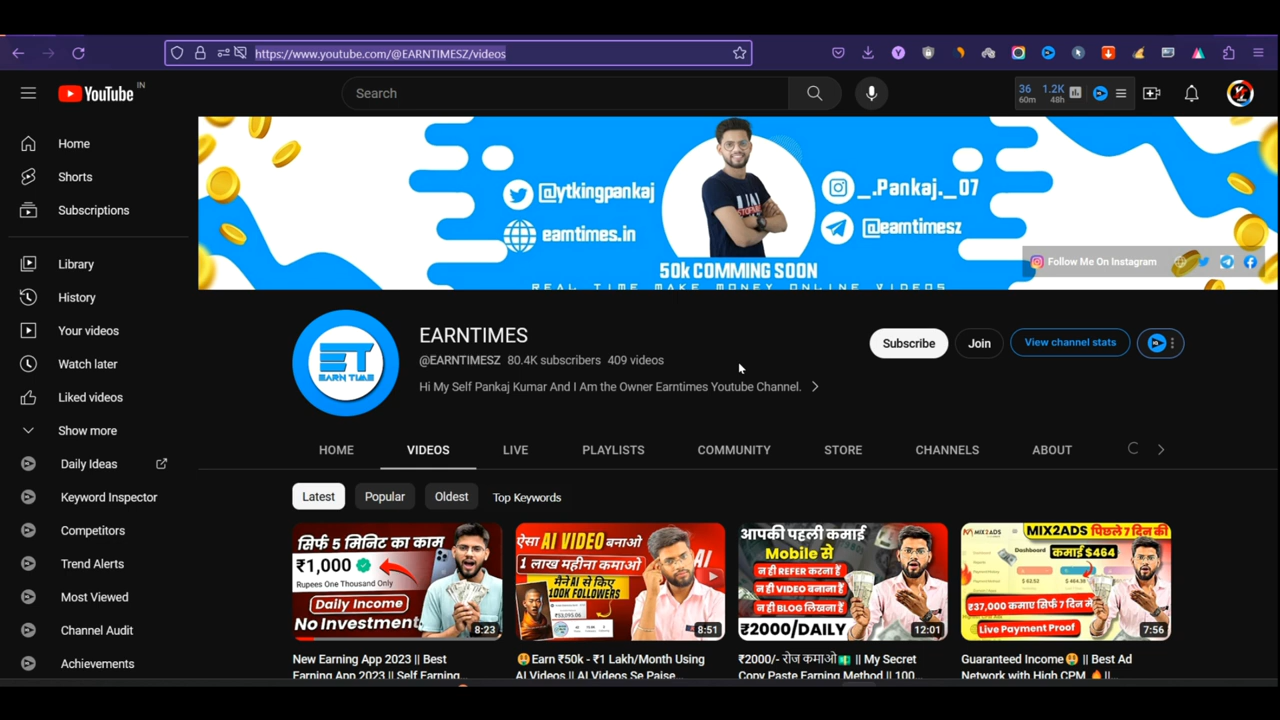 https://www.youtube.com/@EARNTIMESZ/videos
YouTube IN
Search
36 60m 1.2K 48h
Home
Shorts
Subscriptions
Library
History
Your videos
Watch later
Liked videos
Show more
Daily Ideas
Keyword Inspector
Competitors
Trend Alerts
Most Viewed
Channel Audit
Achievements
@ytkingpankaj
earntimes.in
_.Pankaj._07
@earntimesz
50k COMMING SOON
REAL TIME MAKE MONEY ONLINE VIDEOS
Follow Me On Instagram
ET
EARN TIME
EARNTIMES
@EARNTIMESZ 80.4K subscribers 409 videos
Hi My Self Pankaj Kumar And I Am the Owner Earntimes Youtube Channel.
Subscribe
Join
View channel stats
HOME VIDEOS LIVE PLAYLISTS COMMUNITY STORE CHANNELS ABOUT
Latest Popular Oldest Top Keywords
सिर्फ 5 मिनिट का काम
₹1,000
Rupees One Thousand Only
Daily Income
No Investment
8:23
New Earning App 2023 || Best
Earning App 2023 || Self Earning
ऐसा AI VIDEO बनाओ
1 लाख महीना कमाओ
मैने AI से किए
100K FOLLOWERS
AI
8:51
🤑Earn ₹50k - ₹1 Lakh/Month Using
AI Videos || AI Videos Se Paise
आपकी पहली कमाई
Mobile से
न ही REFER करना हैं
न ही VIDEO बनाना हैं
न ही BLOG लिखना हैं
₹2000/DAILY
12:01
₹2000/- रोज कमाओ💵 || My Secret
Copy Paste Earning Method || 100
MIX2ADS पिछले 7 दिन की
Dashboard
कमाई $464
₹37,000 कमाए सिर्फ 7 दिन मे
Live Payment Proof
7:56
Guaranteed Income🤑 || Best Ad
Network with High CPM 🔥||